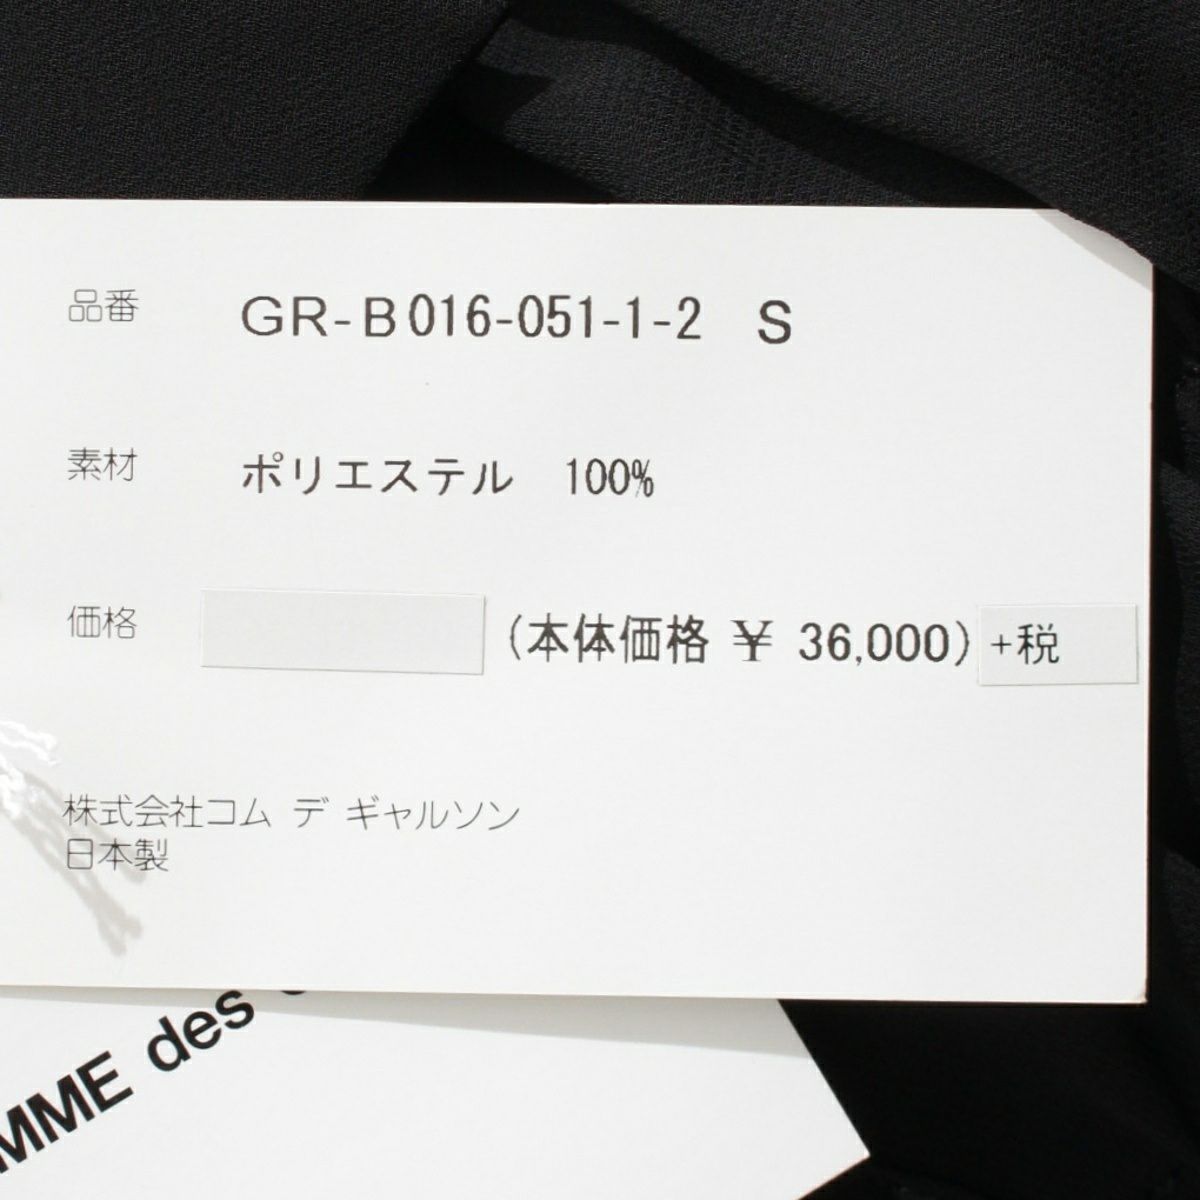 品番 GR-B016-051-1-2 S
素材 ポリエステル 100%
価格 (本体価格 ¥ 36,000) +税
株式会社コム デ ギャルソン
日本製
MME des